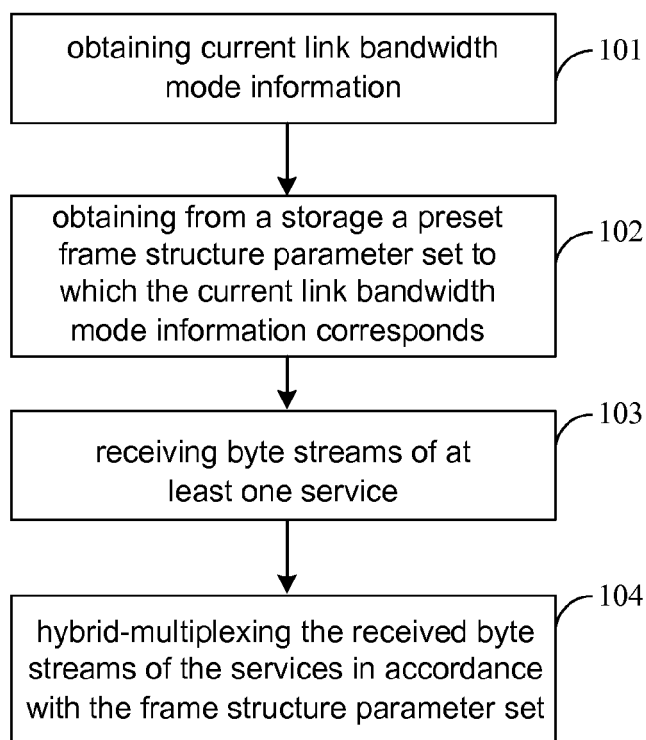 obtaining current link bandwidth
mode information
101
obtaining from a storage a preset
frame structure parameter set to
which the current link bandwidth
mode information corresponds
102
receiving byte streams of at
least one service
103
hybrid-multiplexing the received byte
streams of the services in accordance
with the frame structure parameter set
104